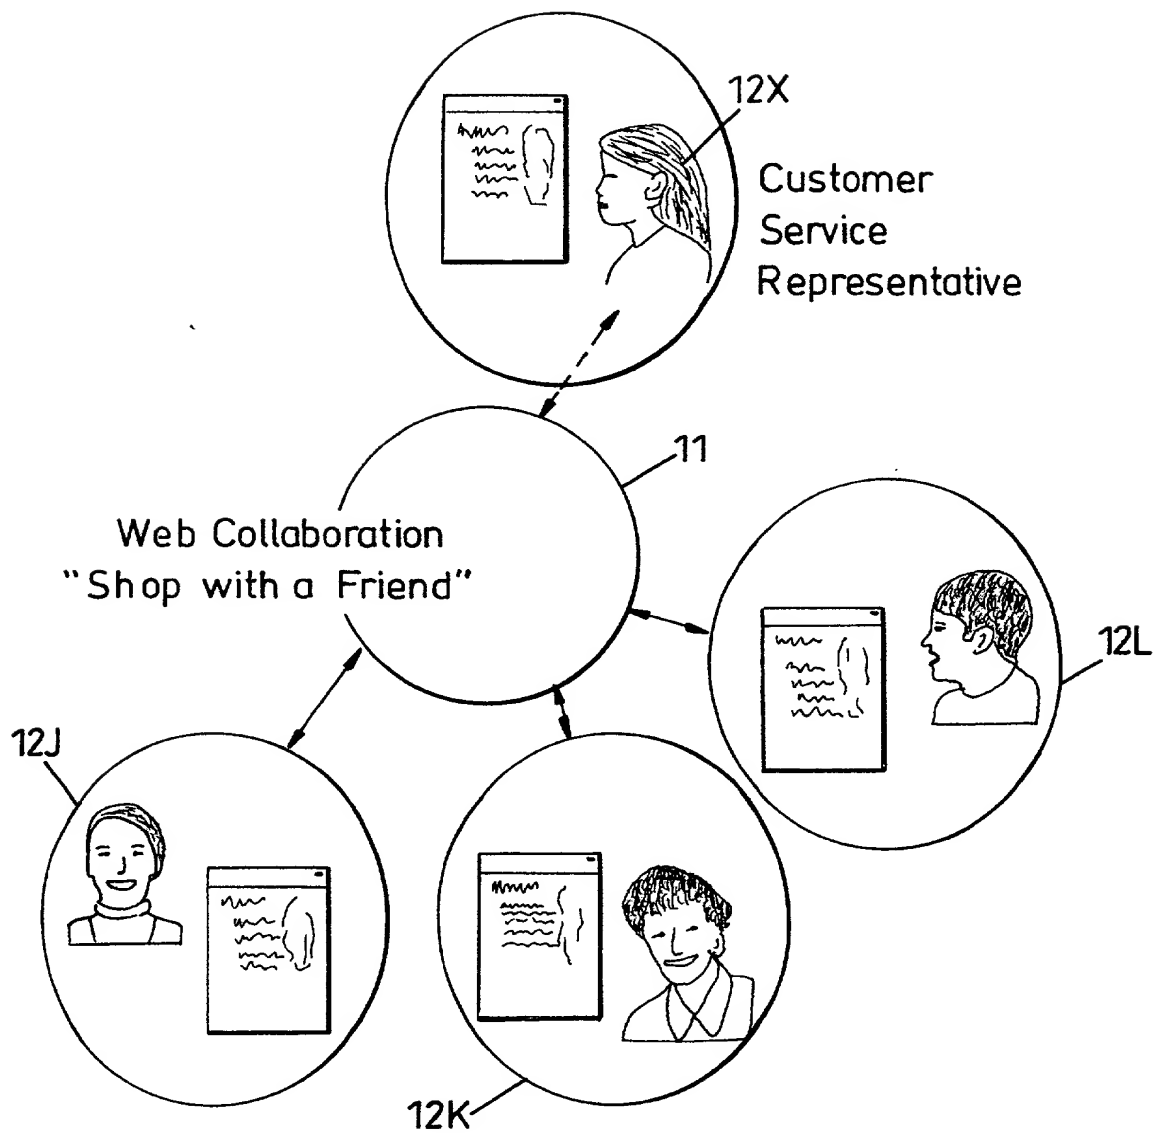 12X
Customer
Service
Representative
11
Web Collaboration
"Shop with a Friend"
12L
12J
12K